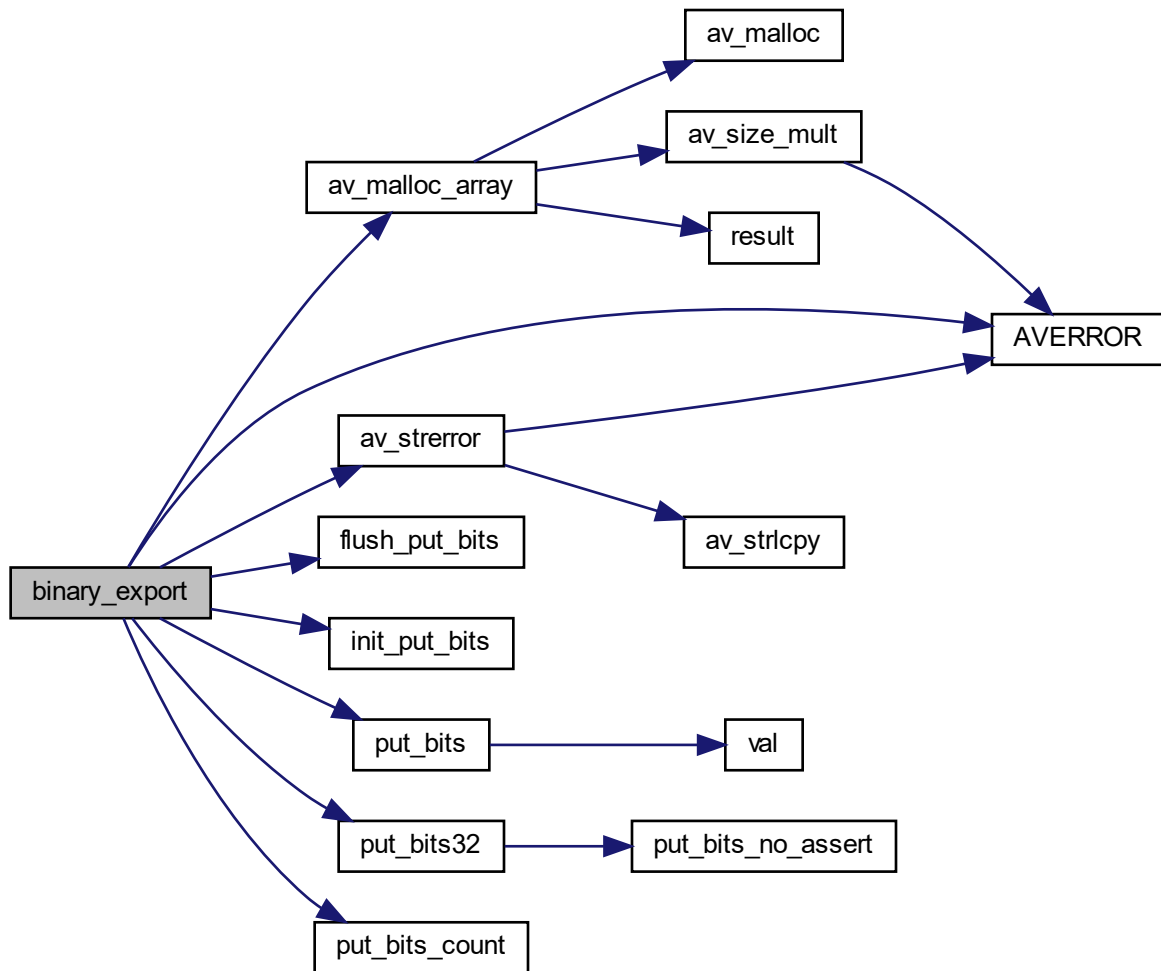 av_malloc
av_size_mult
av_malloc_array
result
AVERROR
av_strerror
flush_put_bits
av_strlcpy
binary_export
init_put_bits
put_bits
val
put_bits32
put_bits_no_assert
put_bits_count